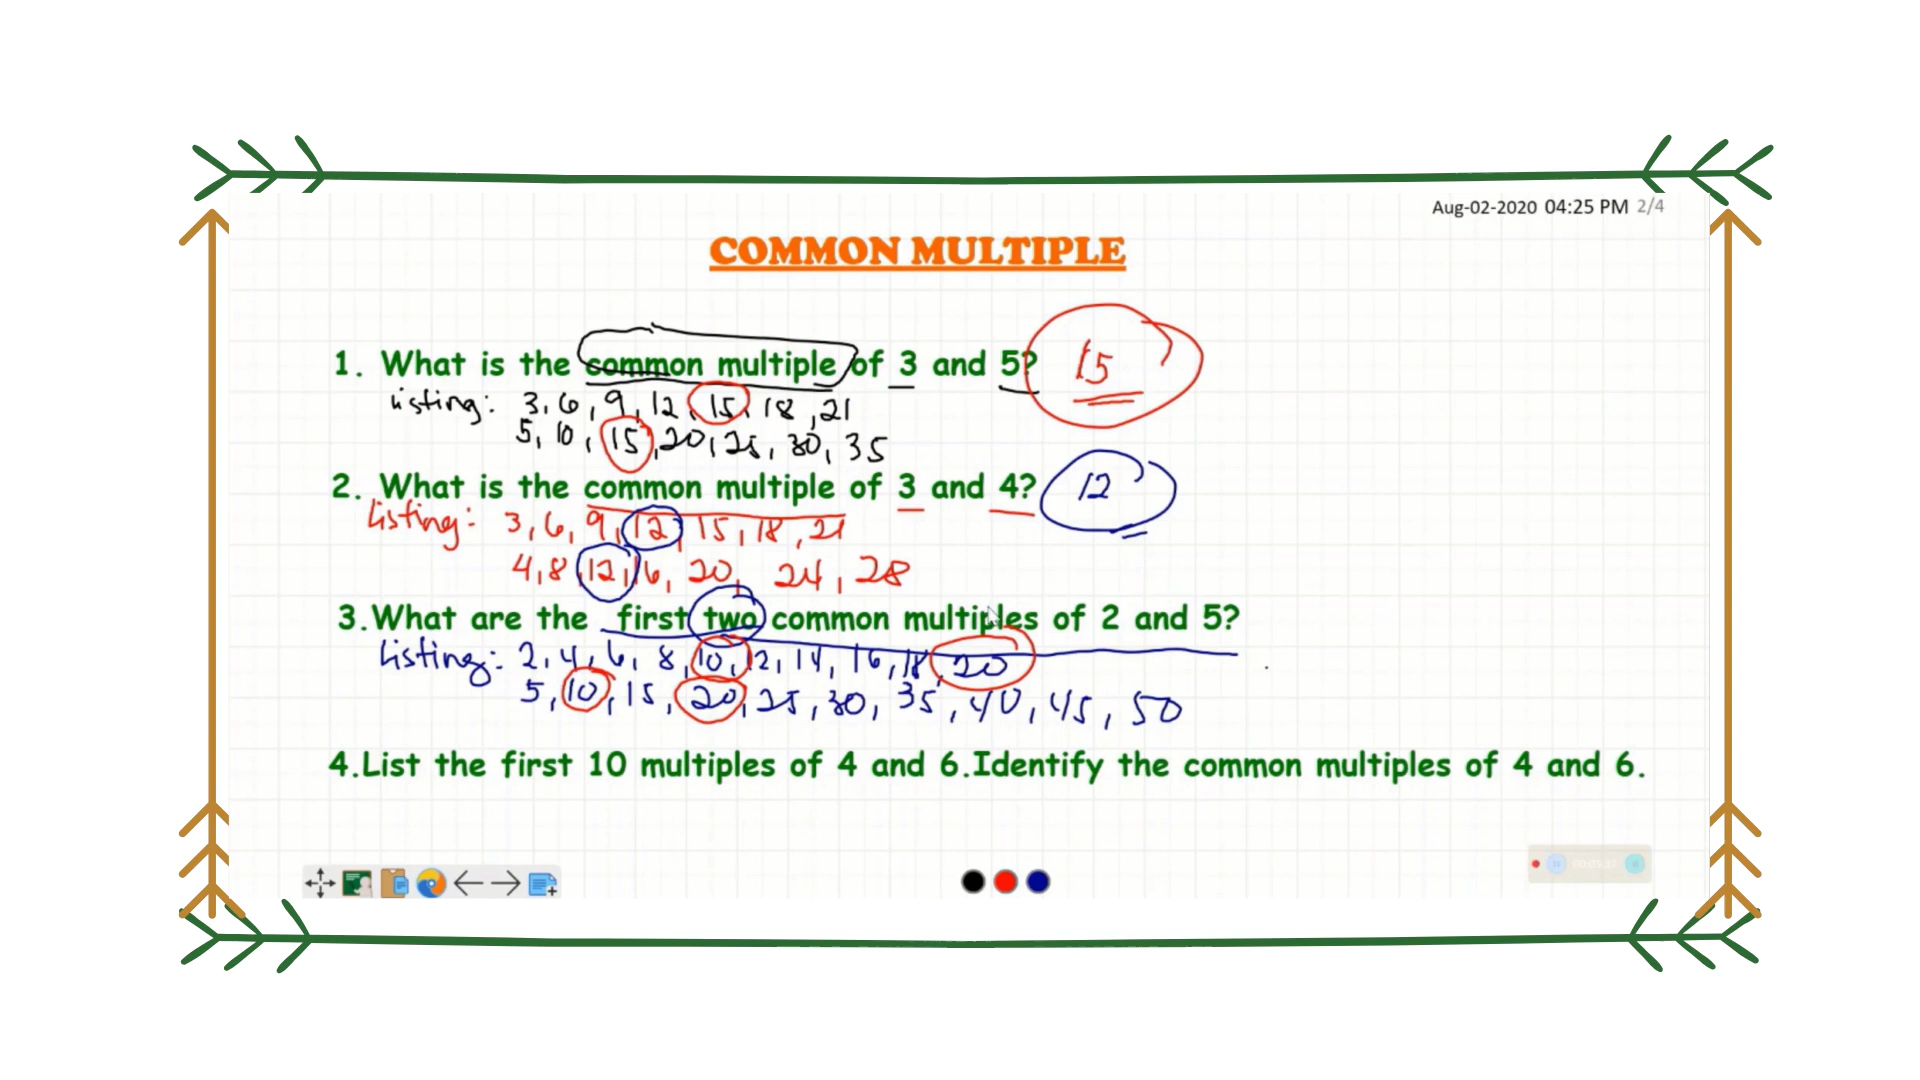 Aug-02-2020 04:25 PM 2/4
COMMON MULTIPLE
1. What is the common multiple of 3 and 5? 15
Listing: 3, 6, 9, 12, 15, 18, 21
5, 10, 15, 20, 25, 30, 35
2. What is the common multiple of 3 and 4? 12
Listing: 3, 6, 9, 12, 15, 18, 21
4, 8, 12, 16, 20, 24, 28
3.What are the first two common multiples of 2 and 5?
Listing: 2, 4, 6, 8, 10, 12, 14, 16, 18, 20
5, 10, 15, 20, 25, 30, 35, 40, 45, 50
4.List the first 10 multiples of 4 and 6.Identify the common multiples of 4 and 6.